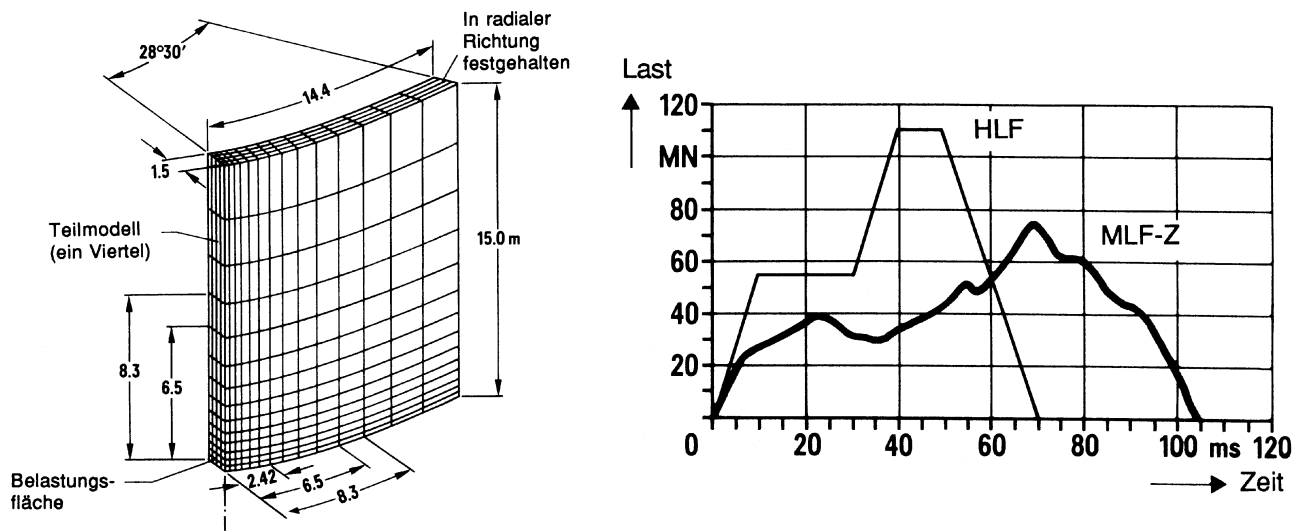 In radialer
Richtung
festgehalten
28°30'
14.4
1.5
Teilmodell
(ein Viertel)
15.0 m
8.3
6.5
Belastungs-
fläche
2.42
6.5
8.3
Last
120
MN
80
60
40
20
0
HLF
MLF-Z
20
40
60
80
100
ms
120
Zeit